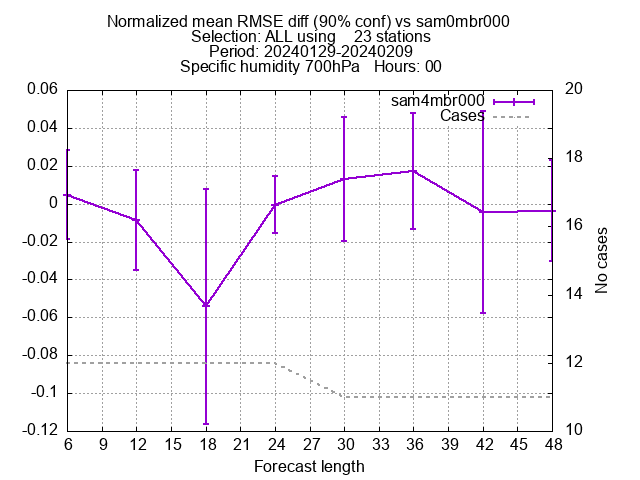 Normalized mean RMSE diff (90% conf) vs sam0mbr000
Selection: ALL using    23 stations
Period: 20240129-20240209
Specific humidity 700hPa   Hours: 00
sam4mbr000
Cases
0.06
0.04
0.02
0
-0.02
-0.04
-0.06
-0.08
-0.1
-0.12
20
18
16
14
12
10
No cases
6 9 12 15 18 21 24 27 30 33 36 39 42 45 48
Forecast length